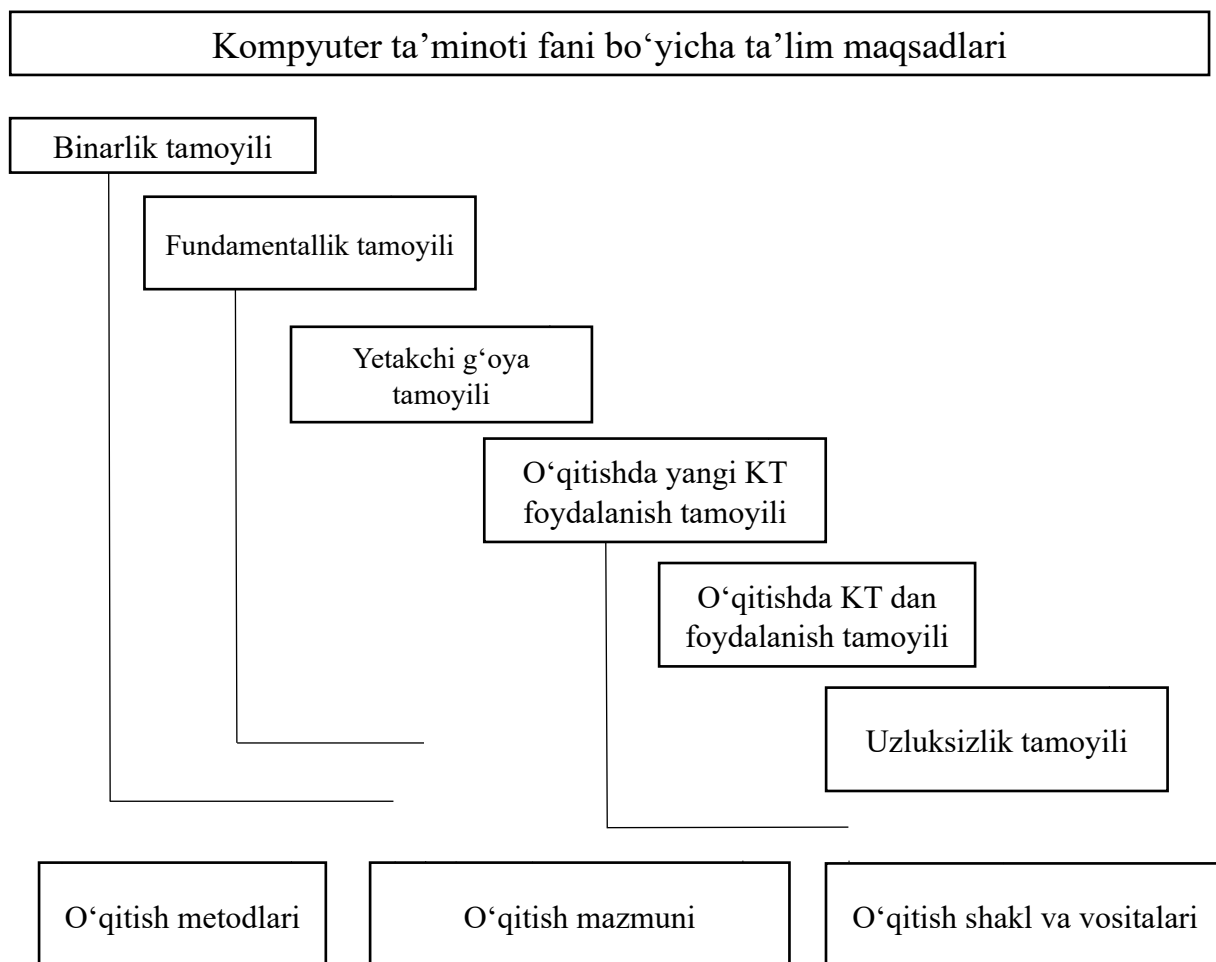 Kompyuter ta’minoti fani bo‘yicha ta’lim maqsadlari
Binarlik tamoyili
Fundamentallik tamoyili
Yetakchi g‘oya
tamoyili
O‘qitishda yangi KT
foydalanish tamoyili
O‘qitishda KT dan
foydalanish tamoyili
Uzluksizlik tamoyili
O‘qitish metodlari
O‘qitish mazmuni
O‘qitish shakl va vositalari